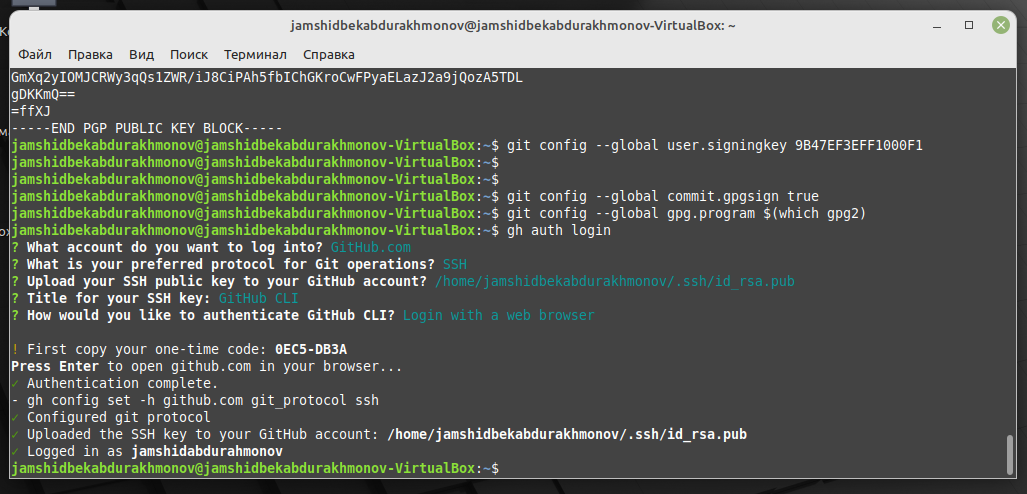 jamshidbekabdurakhmonov@jamshidbekabdurakhmonov-VirtualBox: ~
Файл Правка Вид Поиск Терминал Справка
GmXq2yIOMJCRWy3qQs1ZWR/iJ8CiPAh5fbIChGKroCwFPyaELazJ2a9jQozA5TDL
gDKKmQ==
=ffXJ
-----END PGP PUBLIC KEY BLOCK-----
jamshidbekabdurakhmonov@jamshidbekabdurakhmonov-VirtualBox:~$ git config --global user.signingkey 9B47EF3EFF1000F1
jamshidbekabdurakhmonov@jamshidbekabdurakhmonov-VirtualBox:~$
jamshidbekabdurakhmonov@jamshidbekabdurakhmonov-VirtualBox:~$
jamshidbekabdurakhmonov@jamshidbekabdurakhmonov-VirtualBox:~$ git config --global commit.gpgsign true
jamshidbekabdurakhmonov@jamshidbekabdurakhmonov-VirtualBox:~$ git config --global gpg.program $(which gpg2)
jamshidbekabdurakhmonov@jamshidbekabdurakhmonov-VirtualBox:~$ gh auth login
? What account do you want to log into? GitHub.com
? What is your preferred protocol for Git operations? SSH
? Upload your SSH public key to your GitHub account? /home/jamshidbekabdurakhmonov/.ssh/id_rsa.pub
? Title for your SSH key: GitHub CLI
? How would you like to authenticate GitHub CLI? Login with a web browser
! First copy your one-time code: 0EC5-DB3A
Press Enter to open github.com in your browser...
✓ Authentication complete.
- gh config set -h github.com git_protocol ssh
✓ Configured git protocol
✓ Uploaded the SSH key to your GitHub account: /home/jamshidbekabdurakhmonov/.ssh/id_rsa.pub
✓ Logged in as jamshidabdurahmonov
jamshidbekabdurakhmonov@jamshidbekabdurakhmonov-VirtualBox:~$